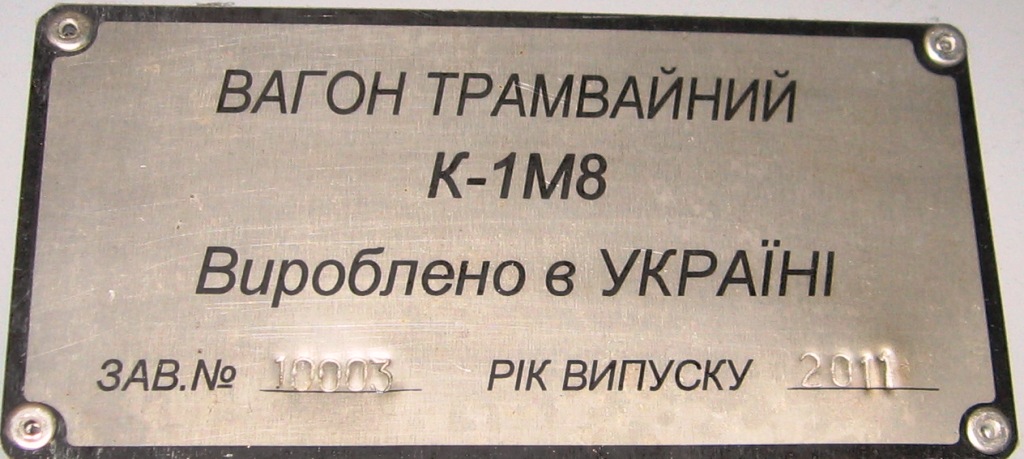 ВАГОН ТРАМВАЙНИЙ
К-1М8
Вироблено в УКРАЇНІ
ЗАВ.№ 10003 РІК ВИПУСКУ 2011